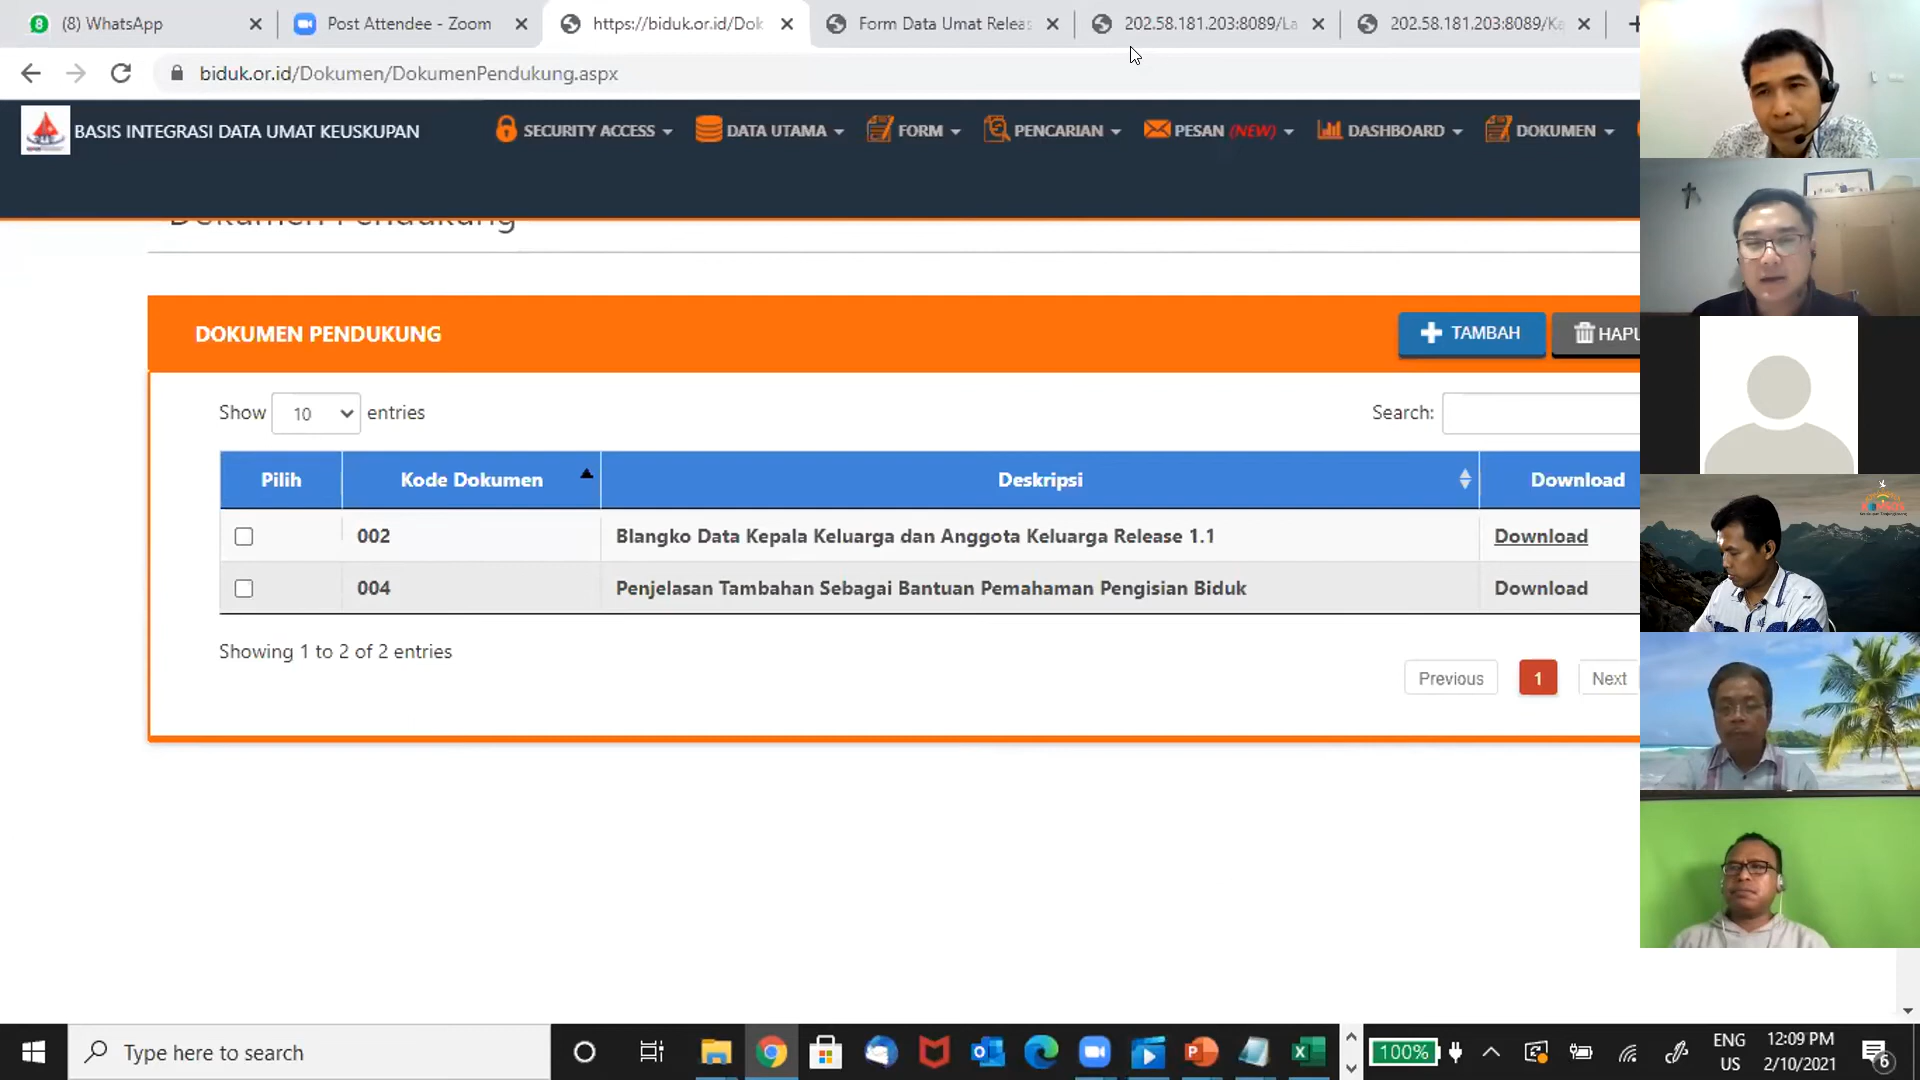 (8) WhatsApp
Post Attendee - Zoom
https://biduk.or.id/Dok
Form Data Umat Releas
202.58.181.203:8089/La
202.58.181.203:8089/Ka
biduk.or.id/Dokumen/DokumenPendukung.aspx
BASIS INTEGRASI DATA UMAT KEUSKUPAN
SECURITY ACCESS
DATA UTAMA
FORM
PENCARIAN
PESAN (NEW)
DASHBOARD
DOKUMEN
Dokumen Pendukung
DOKUMEN PENDUKUNG
TAMBAH
HAPU
Show 10 entries
Search:
Pilih Kode Dokumen Deskripsi Download
002 Blangko Data Kepala Keluarga dan Anggota Keluarga Release 1.1 Download
004 Penjelasan Tambahan Sebagai Bantuan Pemahaman Pengisian Biduk Download
Showing 1 to 2 of 2 entries
Previous 1 Next
Type here to search
100%
ENG
US
12:09 PM
2/10/2021
6